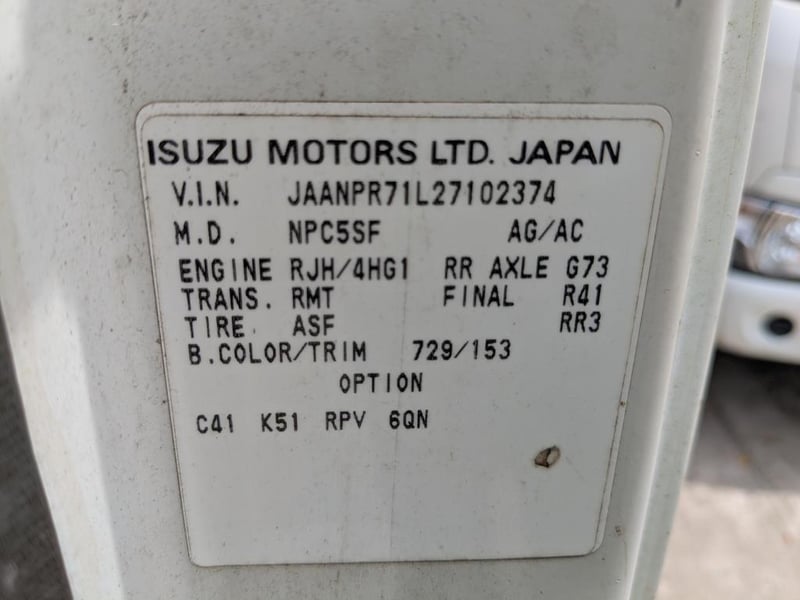 ISUZU MOTORS LTD. JAPAN
V.I.N. JAANPR71L27102374
M.D. NPC5SF AG/AC
ENGINE RJH/4HG1 RR AXLE G73
TRANS. RMT FINAL R41
TIRE. ASF RR3
B.COLOR/TRIM 729/153
OPTION
C41 K51 RPV 6QN